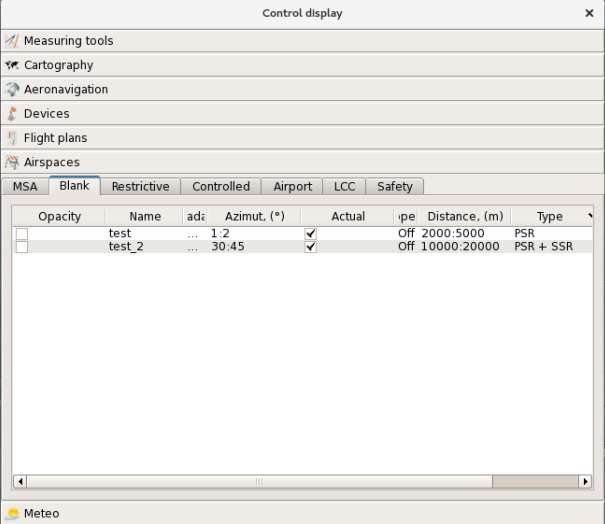 Control display
Measuring tools
Cartography
Aeronavigation
Devices
Flight plans
Airspaces
MSA Blank Restrictive Controlled Airport LCC Safety
Opacity Name Azimut, (°) Actual Distance, (m) Type
test ... 1:2 Off 2000:5000 PSR
test_2 ... 30:45 Off 10000:20000 PSR + SSR
Meteo